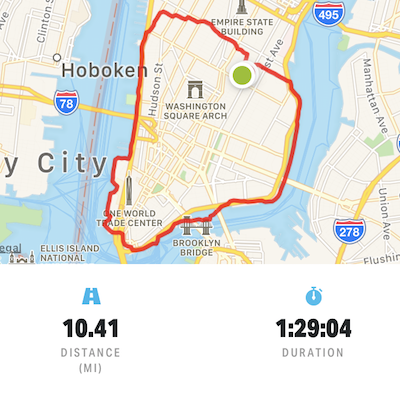 Clinton St
EMPIRE STATE
BUILDING
495
Hoboken
Hudson St
st Ave
Manhattan Ave
78
WASHINGTON
SQUARE ARCH
y City
ONE WORLD
TRADE CENTER
Union Ave
278
BROOKLYN
BRIDGE
egal
ELLIS ISLAND
NATIONAL
Flushing
10.41
1:29:04
DISTANCE
DURATION
(MI)